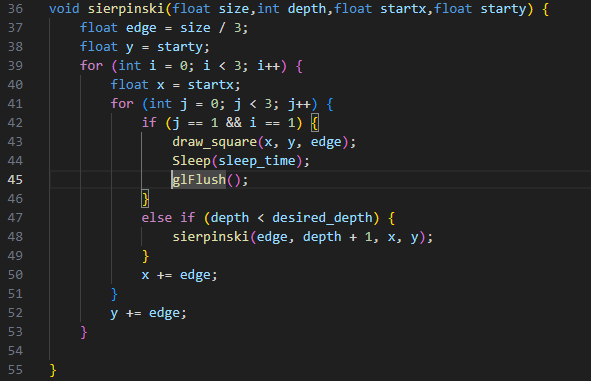 36 void sierpinski(float size,int depth,float startx,float starty) {
37     float edge = size / 3;
38     float y = starty;
39     for (int i = 0; i < 3; i++) {
40         float x = startx;
41         for (int j = 0; j < 3; j++) {
42             if (j == 1 && i == 1) {
43                 draw_square(x, y, edge);
44                 Sleep(sleep_time);
45                 glFlush();
46             }
47             else if (depth < desired_depth) {
48                 sierpinski(edge, depth + 1, x, y);
49             }
50             x += edge;
51         }
52         y += edge;
53     }
54
55 }